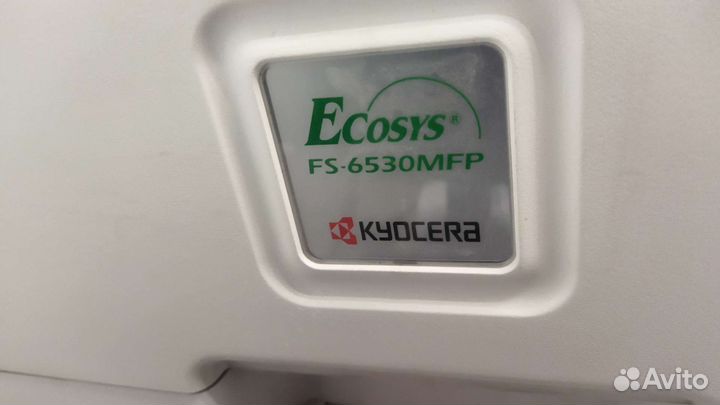 ECOSYS®
FS-6530MFP
KYOCERA
Avito